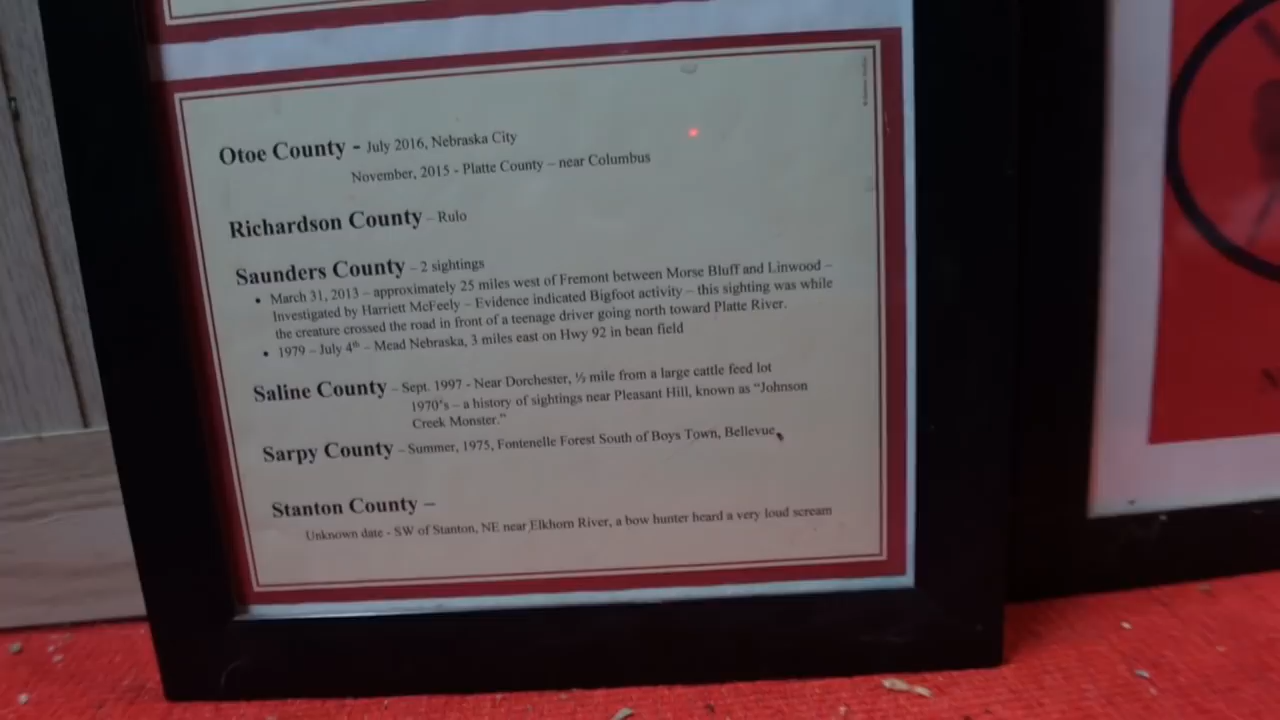 Otoe County - July 2016, Nebraska City
November, 2015 - Platte County – near Columbus
Richardson County – Rulo
Saunders County – 2 sightings
• March 31, 2013 – approximately 25 miles west of Fremont between Morse Bluff and Linwood –
Investigated by Harriett McFeely – Evidence indicated Bigfoot activity – this sighting was while
the creature crossed the road in front of a teenage driver going north toward Platte River.
• 1979 – July 4th – Mead Nebraska, 3 miles east on Hwy 92 in bean field
Saline County – Sept. 1997 - Near Dorchester, ½ mile from a large cattle feed lot
1970's – a history of sightings near Pleasant Hill, known as "Johnson
Creek Monster."
Sarpy County – Summer, 1975, Fontenelle Forest South of Boys Town, Bellevue
Stanton County –
Unknown date - SW of Stanton, NE near Elkhorn River, a bow hunter heard a very loud scream